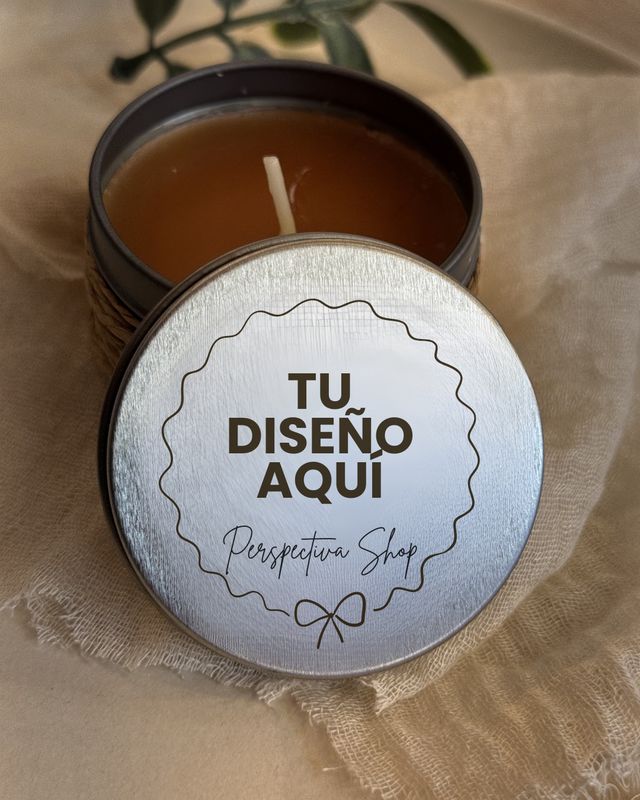 TU
DISEÑO
AQUÍ
Perspectiva Shop